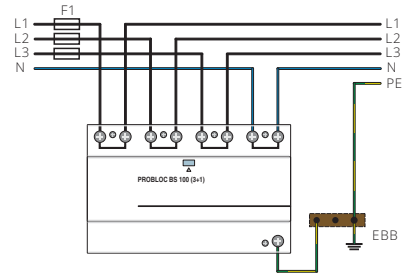 F1
L1 L1
L2 L2
L3 L3
N N
PE
PROBLOC BS 100 (3+1)
EBB